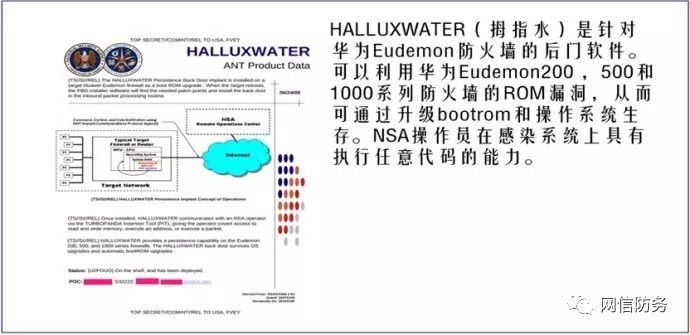 TOP SECRET//COMINT//REL TO USA, FVEY
HALLUXWATER
ANT Product Data
(TS//SI//REL) The HALLUXWATER Persistence Back Door implant is installed on a
target Huawei Eudemon firewall as a boot ROM upgrade. When the target reboots,
the PBD installer software will find the needed patch points and install the back door
in the inbound packet processing routine.
06/24/08
Command, Control, and Data Exfiltration using
NSA
Remote Operations Center
Typical Target
Firewall or Router
Operating System
Internet
Target Network
(TS//SI//REL) HALLUXWATER Persistence Implant Concept of Operations
(TS//SI//REL) Once installed, HALLUXWATER communicates with an NSA operator
via the TURBOPANDA Insertion Tool (PIT), giving the operator covert access to
read and write memory, execute an address, or execute a packet.
(TS//SI//REL) HALLUXWATER provides a persistence capability on the Eudemon
200, 500, and 1000 series firewalls. The HALLUXWATER back door survives OS
upgrades and automatic bootROM upgrades.
Status: (U//FOUO) On the shelf, and has been deployed.
POC: S32222
TOP SECRET//COMINT//REL TO USA, FVEY
HALLUXWATER（拇指水）是针对
华为Eudemon防火墙的后门软件。
可以利用华为Eudemon200，500和
1000系列防火墙的ROM漏洞，从而
可通过升级bootrom和操作系统生
存。NSA操作员在感染系统上具有
执行任意代码的能力。
网信防务